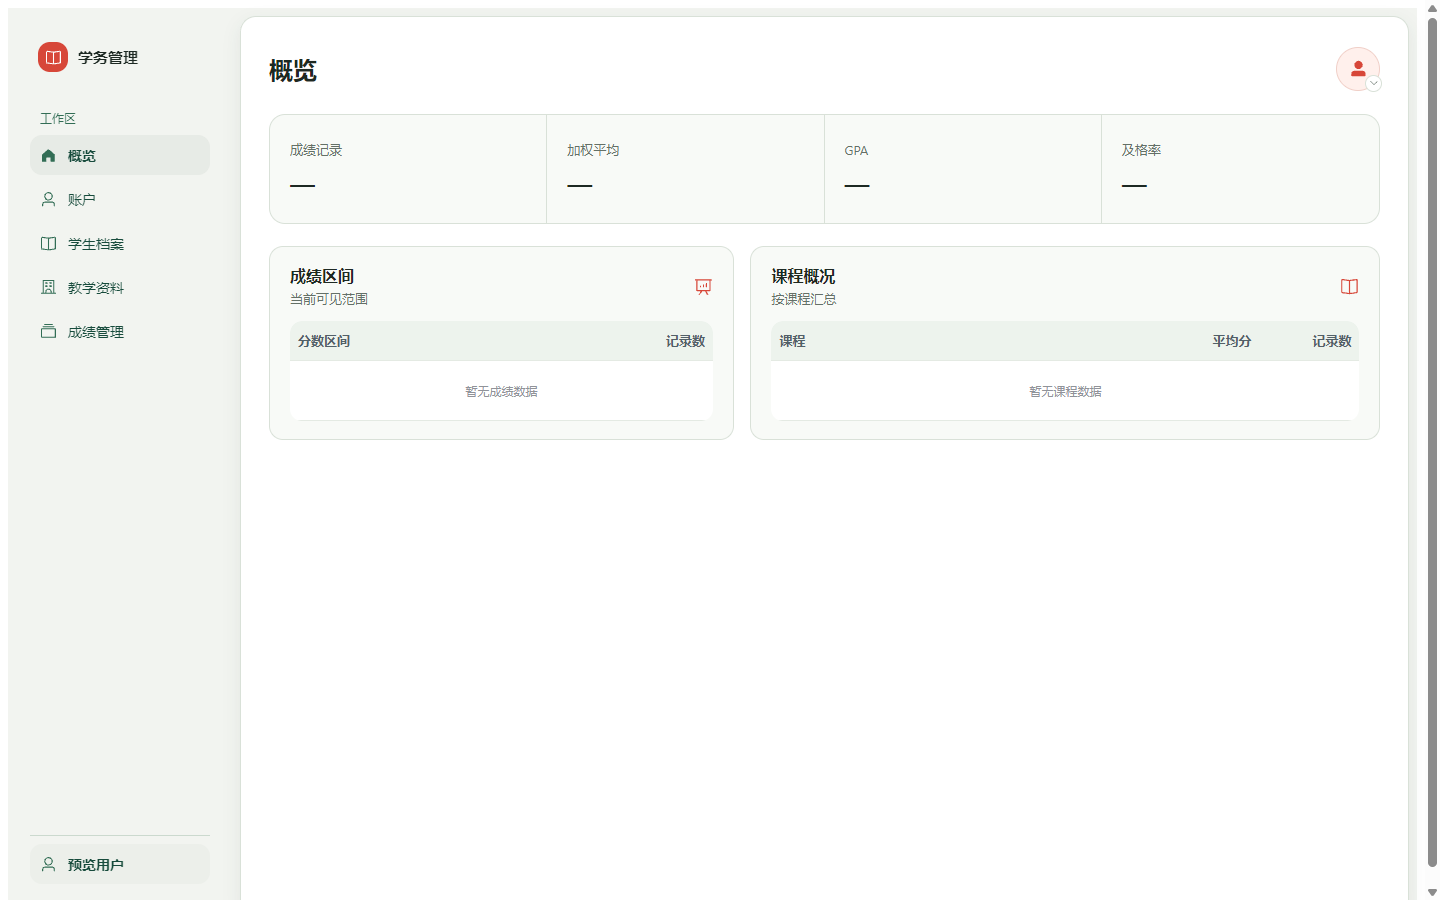 学务管理
工作区
概览
账户
学生档案
教学资料
成绩管理
预览用户
概览
成绩记录
—
加权平均
—
GPA
—
及格率
—
成绩区间
当前可见范围
分数区间 记录数
暂无成绩数据
课程概况
按课程汇总
课程 平均分 记录数
暂无课程数据